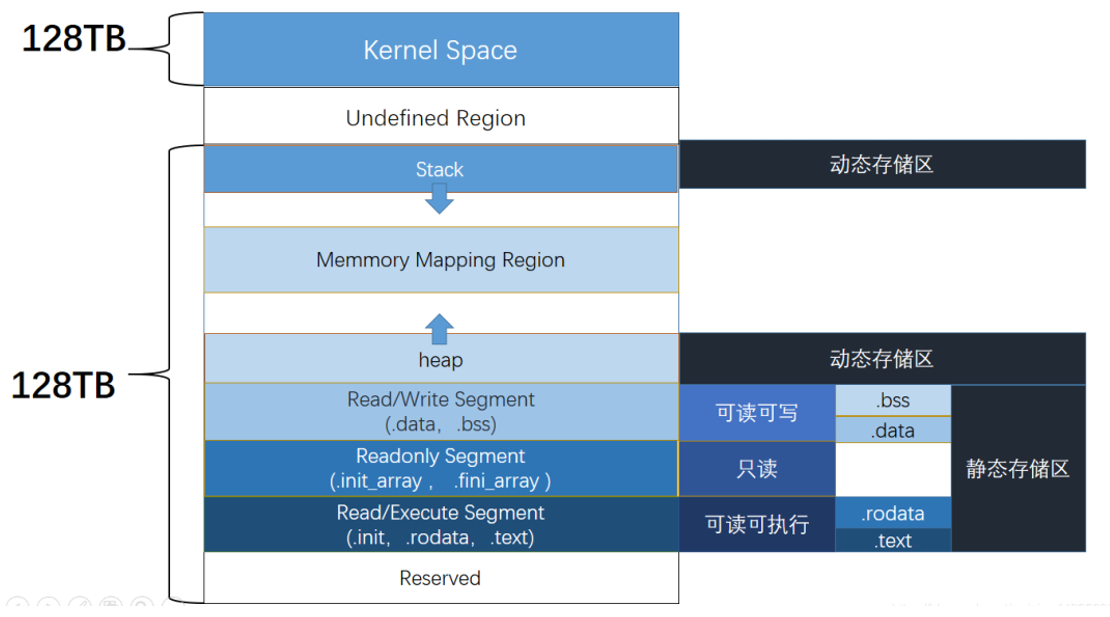 128TB
Kernel Space
Undefined Region
Stack
动态存储区
Memmory Mapping Region
heap
动态存储区
128TB
Read/Write Segment
(.data, .bss)
可读可写
.bss
.data
Readonly Segment
(.init_array , .fini_array )
只读
静态存储区
Read/Execute Segment
(.init, .rodata, .text)
可读可执行
.rodata
.text
Reserved